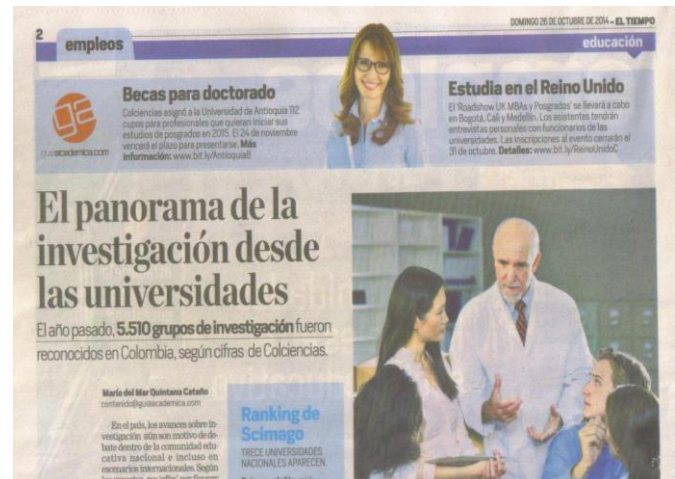 2
empleos
DOMINGO 26 DE OCTUBRE DE 2014 - EL TIEMPO
educación
ga
guiaacademica.com
Becas para doctorado
Colciencias asignó a la Universidad de Antioquia 112
cupos para profesionales que quieran iniciar sus
estudios de posgrados en 2015. El 24 de noviembre
vencerá el plazo para presentarse. Más
información: www.bit.ly/Antioquia8
Estudia en el Reino Unido
El 'Roadshow UK MBAs y Posgrados' se llevará a cabo
en Bogotá, Cali y Medellín. Los asistentes tendrán
entrevistas personales con funcionarios de las
universidades. Las inscripciones al evento cerrarán el
31 de octubre. Detalles: www.bit.ly/ReinoUnidoC
El panorama de la
investigación desde
las universidades
El año pasado, 5.510 grupos de investigación fueron
reconocidos en Colombia, según cifras de Colciencias.
María del Mar Quintana Cataño
contenido@guiaacademica.com
En el país, los avances sobre in-
vestigación aún son motivo de de-
bate dentro de la comunidad edu-
cativa nacional e incluso en
escenarios internacionales. Según
Ranking de
Scimago
TRECE UNIVERSIDADES
NACIONALES APARECEN.